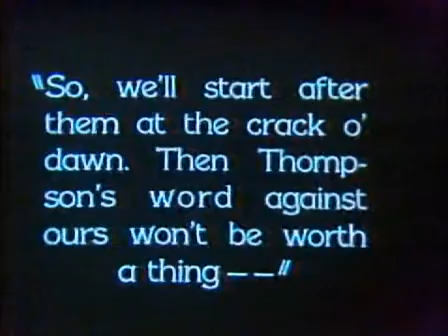 "So, we'll start after
them at the crack o'
dawn. Then Thomp-
son's word against
ours won't be worth
a thing — —"